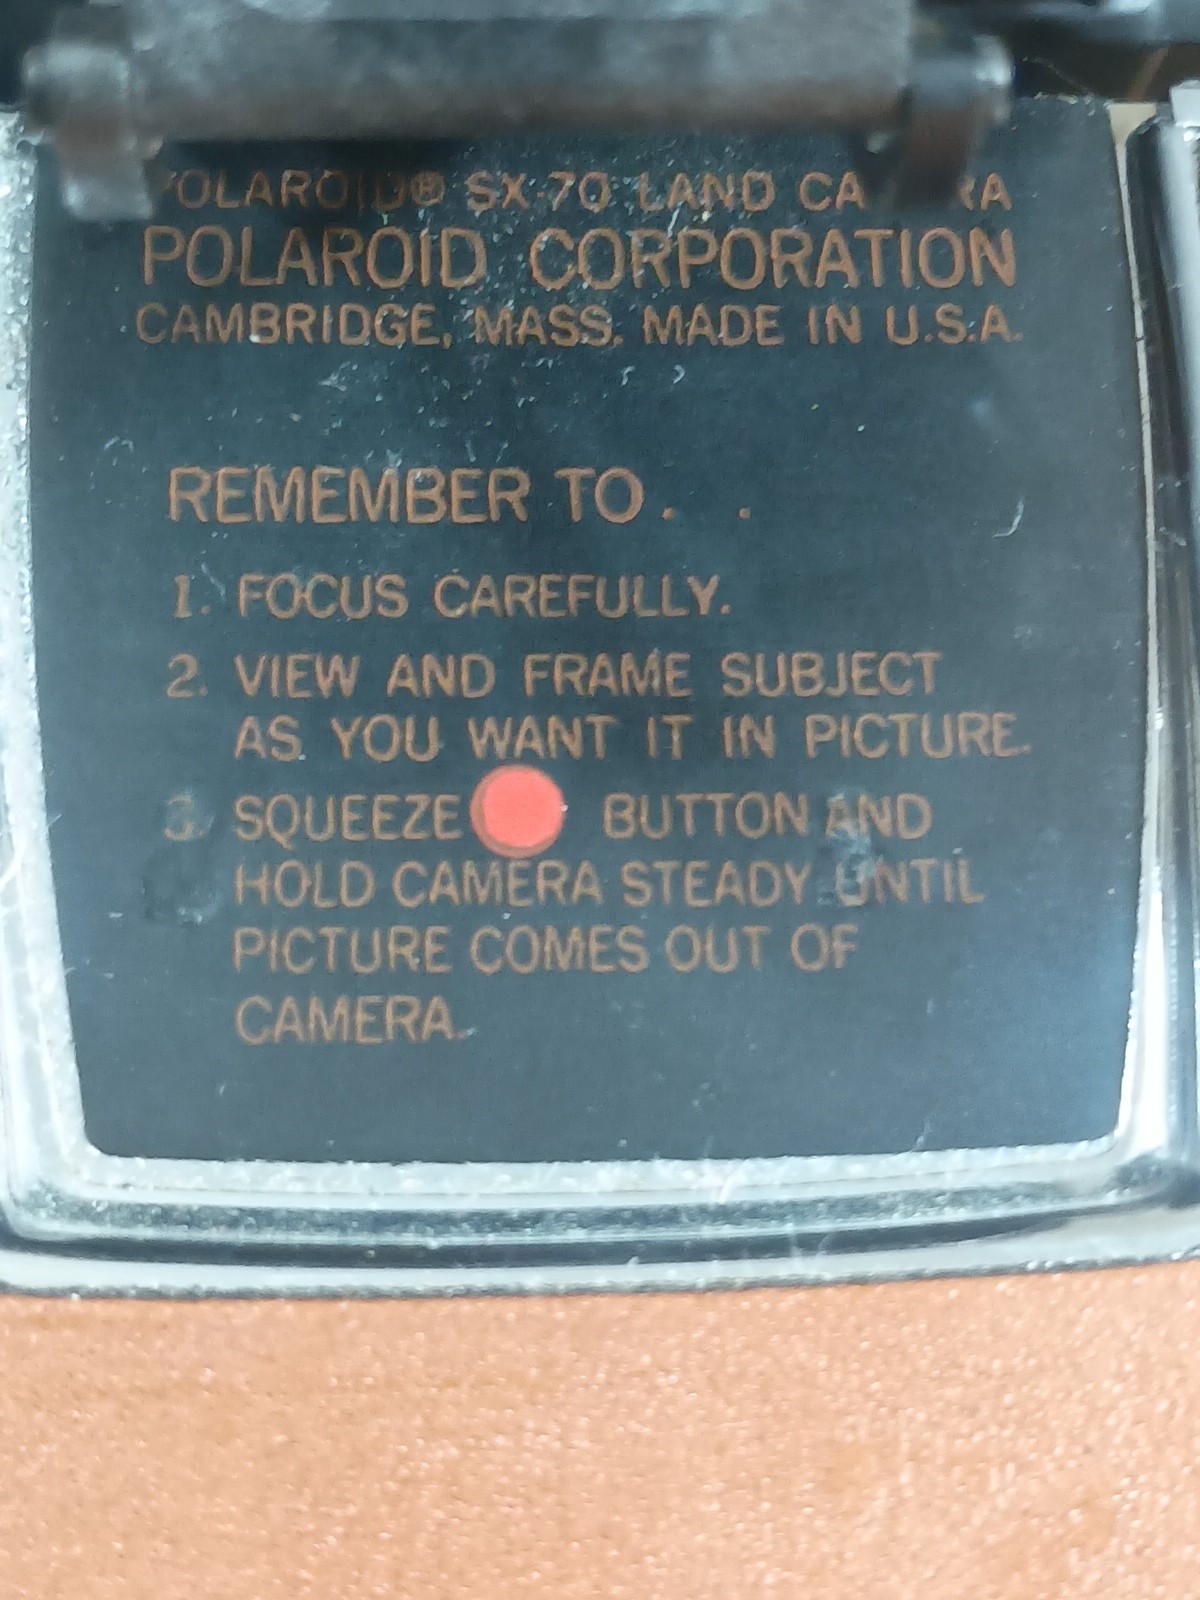 POLAROID® SX-70 LAND CAMERA
POLAROID CORPORATION
CAMBRIDGE, MASS. MADE IN U.S.A.
REMEMBER TO . .
1. FOCUS CAREFULLY.
2. VIEW AND FRAME SUBJECT
AS YOU WANT IT IN PICTURE.
3. SQUEEZE BUTTON AND
HOLD CAMERA STEADY UNTIL
PICTURE COMES OUT OF
CAMERA.